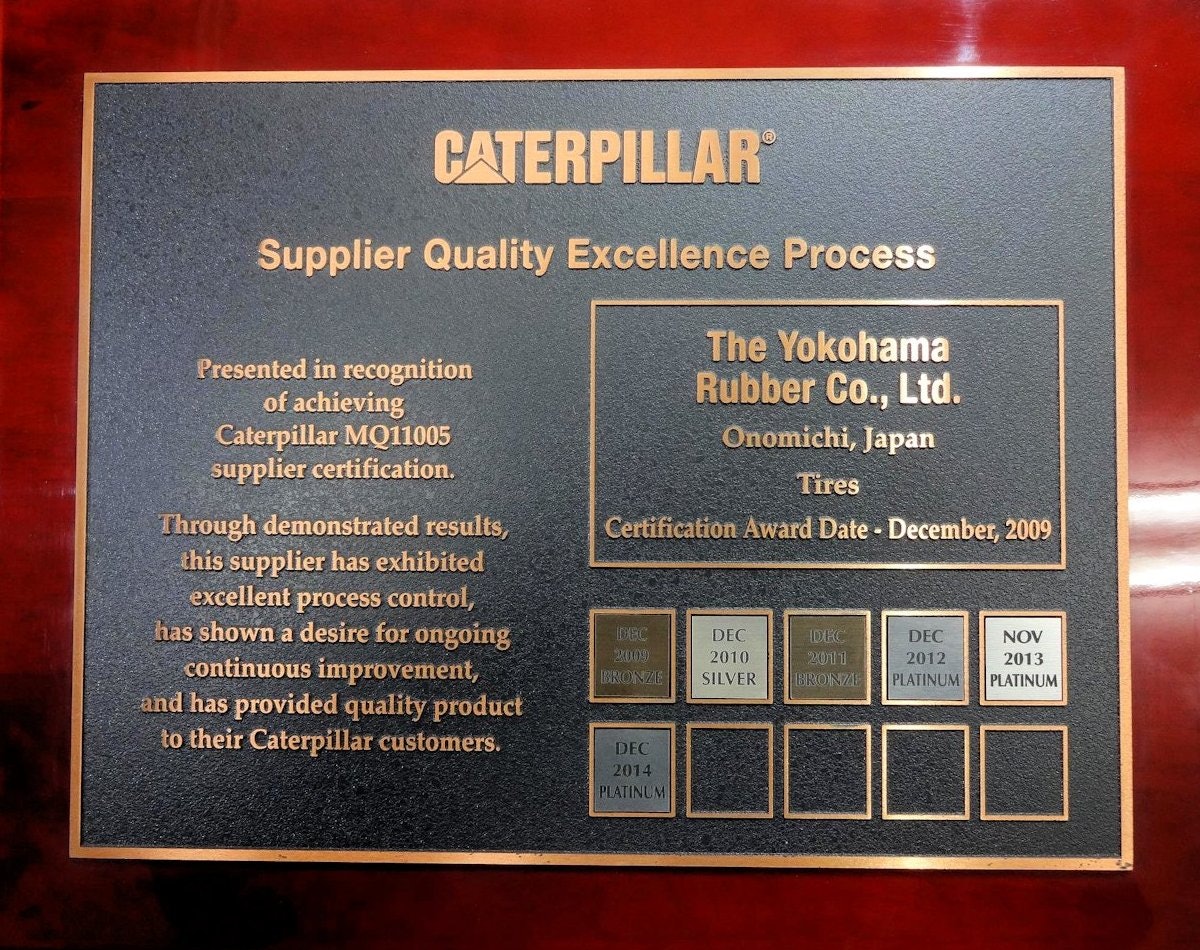 CATERPILLAR®
Supplier Quality Excellence Process
Presented in recognition
of achieving
Caterpillar MQ11005
supplier certification.
Through demonstrated results,
this supplier has exhibited
excellent process control,
has shown a desire for ongoing
continuous improvement,
and has provided quality product
to their Caterpillar customers.
The Yokohama
Rubber Co., Ltd.
Onomichi, Japan
Tires
Certification Award Date - December, 2009
DEC
2009
BRONZE
DEC
2010
SILVER
DEC
2011
BRONZE
DEC
2012
PLATINUM
NOV
2013
PLATINUM
DEC
2014
PLATINUM